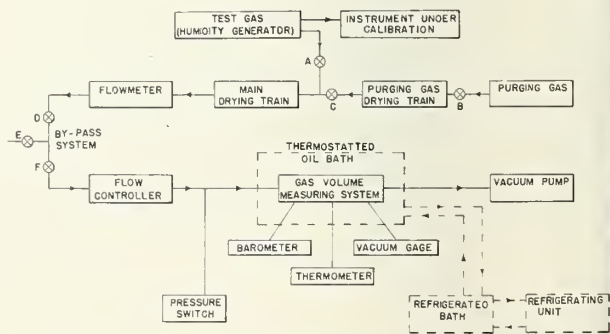 TEST GAS
(HUMIDITY GENERATOR)
INSTRUMENT UNDER
CALIBRATION
A
FLOWMETER
MAIN
DRYING TRAIN
C
PURGING GAS
DRYING TRAIN
B
PURGING GAS
D
E
BY-PASS
SYSTEM
F
THERMOSTATTED
OIL BATH
FLOW
CONTROLLER
GAS VOLUME
MEASURING SYSTEM
VACUUM PUMP
BAROMETER
VACUUM GAGE
THERMOMETER
PRESSURE
SWITCH
REFRIGERATED
BATH
REFRIGERATING
UNIT